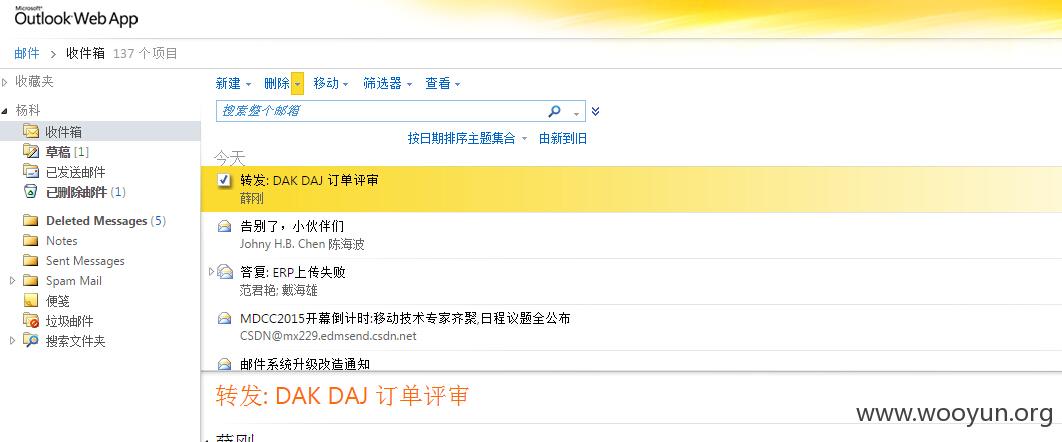 Microsoft®
Outlook Web App
邮件 > 收件箱 137 个项目
收藏夹
杨科
收件箱
草稿 [1]
已发送邮件
已删除邮件 (1)
Deleted Messages (5)
Notes
Sent Messages
Spam Mail
便笺
垃圾邮件
搜索文件夹
新建 删除 移动 筛选器 查看
搜索整个邮箱
按日期排序主题集合 由新到旧
今天
转发: DAK DAJ 订单评审
薛刚
告别了，小伙伴们
Johny H.B. Chen 陈海波
答复: ERP上传失败
范君艳; 戴海雄
MDCC2015开幕倒计时:移动技术专家齐聚,日程议题全公布
CSDN@mx229.edmsend.csdn.net
邮件系统升级改造通知
转发: DAK DAJ 订单评审
薛刚
www.wooyun.org